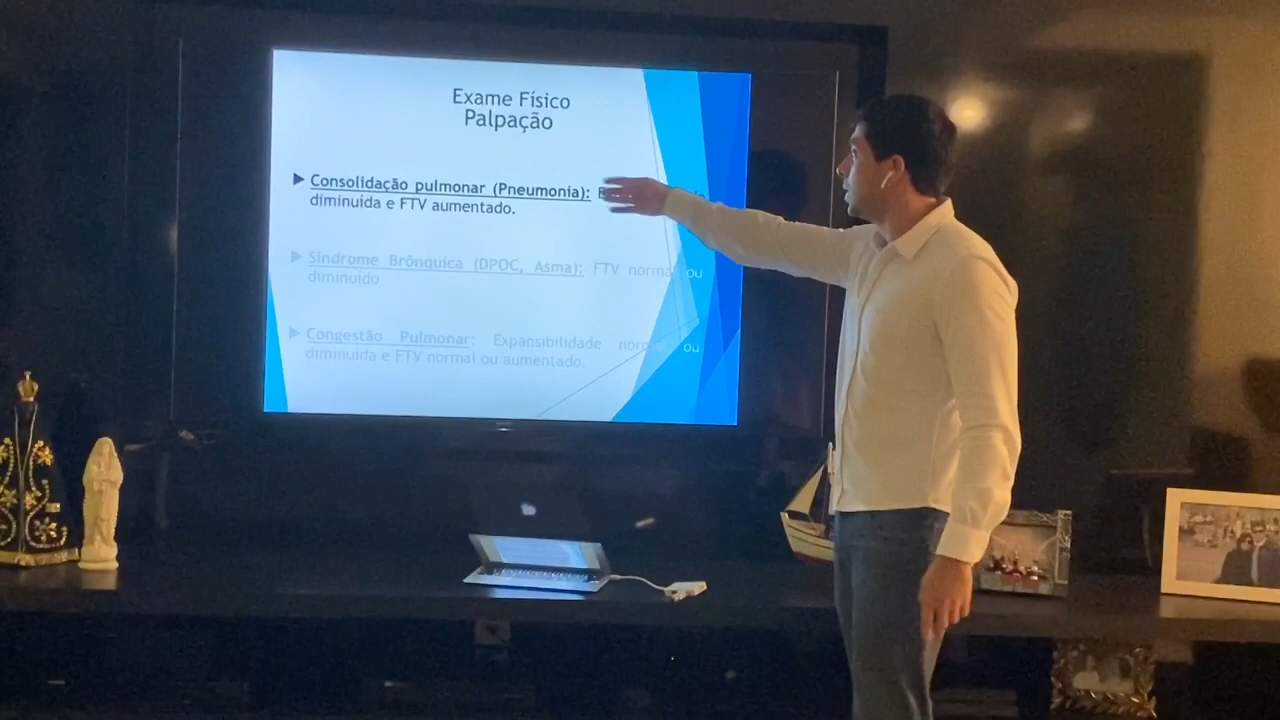 Exame Físico
Palpação
Consolidação pulmonar (Pneumonia):
diminuída e FTV aumentado.
Síndrome Brônquica (DPOC, Asma): FTV normal ou
diminuído
Congestão Pulmonar: Expansibilidade ou
diminuída e FTV normal ou aumentado.